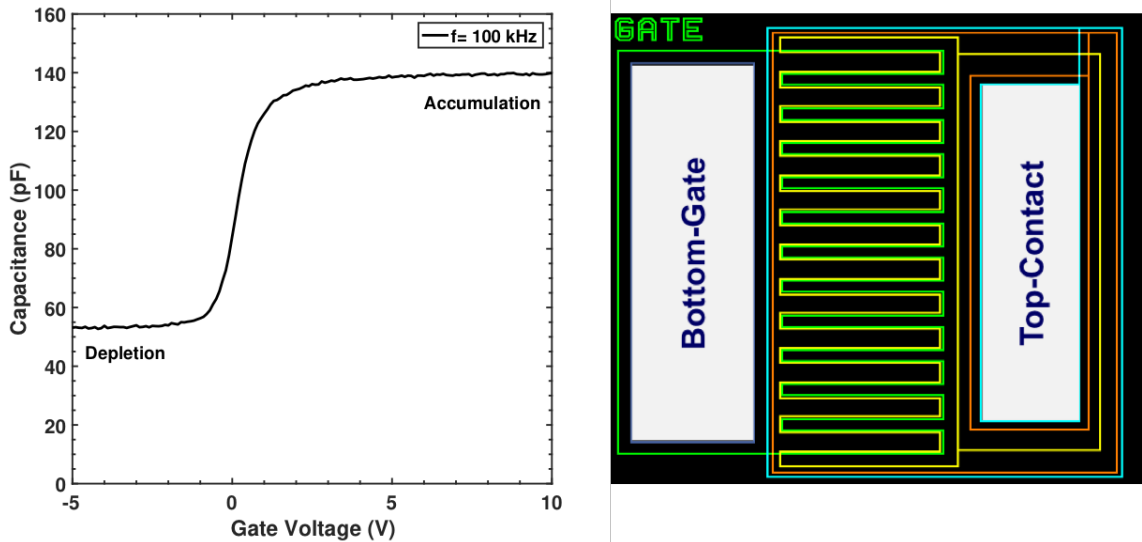 160
140
120
100
80
60
40
20
0
-5
0
5
10
Capacitance (pF)
Gate Voltage (V)
f= 100 kHz
Accumulation
Depletion
GATE
Bottom-Gate
Top-Contact